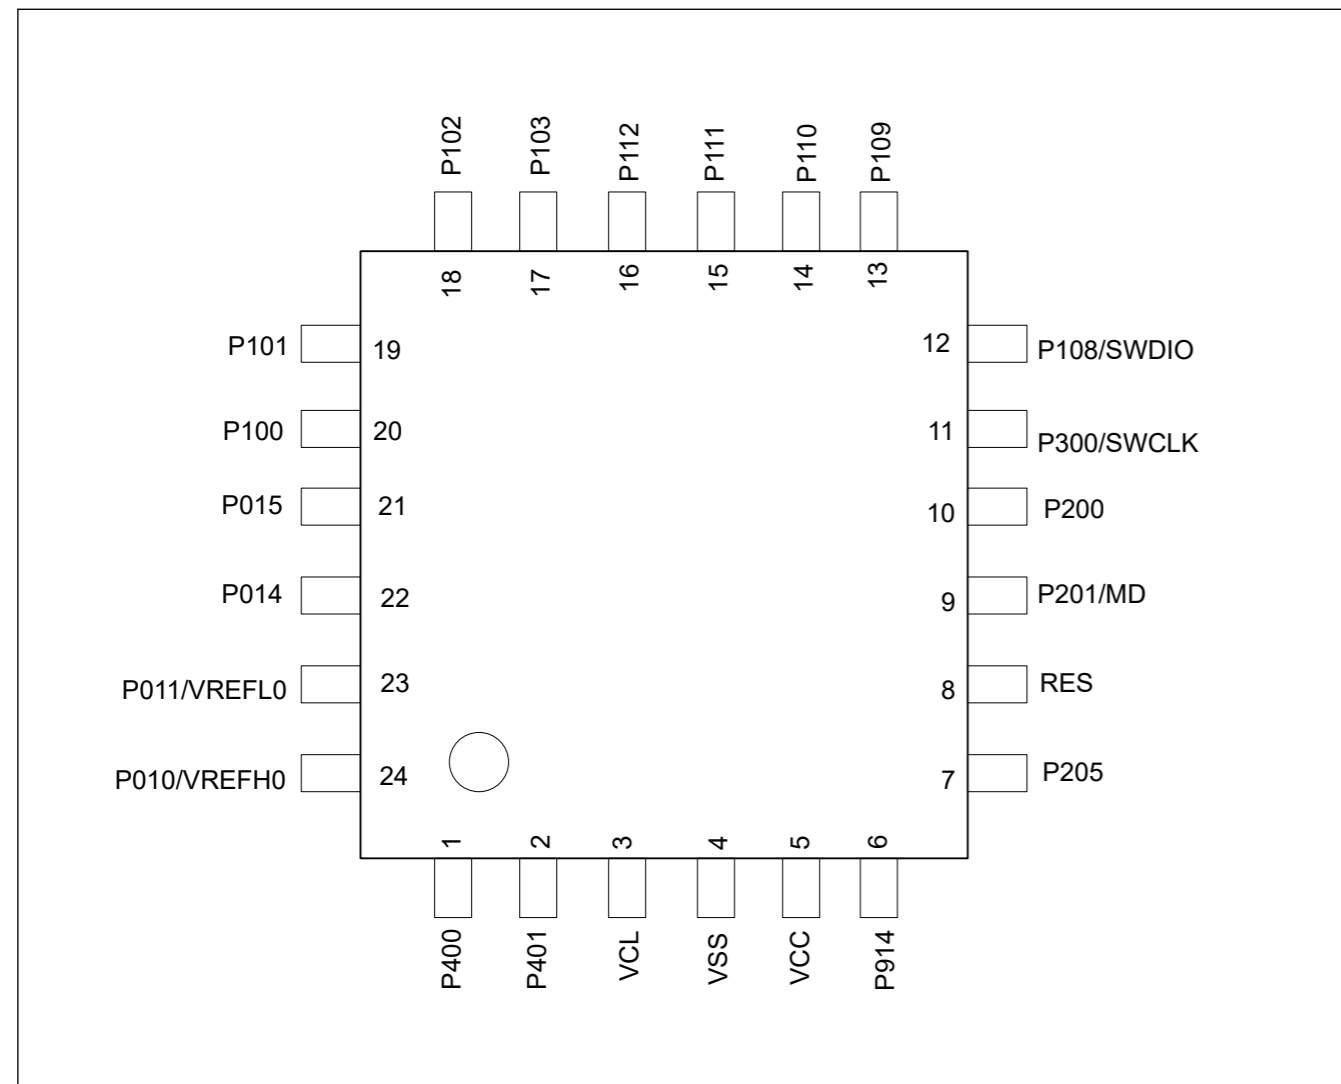 P102 P103 P112 P111 P110 P109
18 17 16 15 14 13
P101 19 12 P108/SWDIO
P100 20 11 P300/SWCLK
P015 21 10 P200
P014 22 9 P201/MD
P011/VREFL0 23 8 RES
P010/VREFH0 24 7 P205
1 2 3 4 5 6
P400 P401 VCL VSS VCC P914